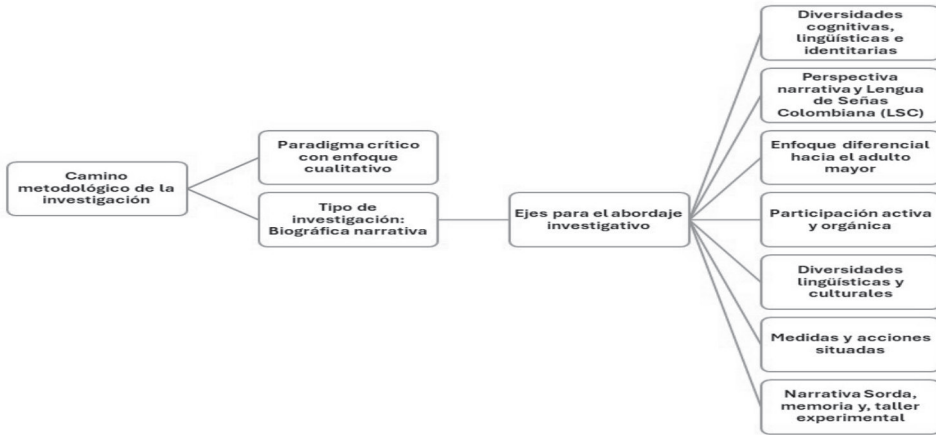 Camino
metodológico de la
investigación
Paradigma crítico
con enfoque
cualitativo
Tipo de
investigación:
Biográfica narrativa
Ejes para el abordaje
investigativo
Diversidades
cognitivas,
lingüísticas e
identitarias
Perspectiva
narrativa y Lengua
de Señas
Colombiana (LSC)
Enfoque diferencial
hacia el adulto
mayor
Participación activa
y orgánica
Diversidades
lingüísticas y
culturales
Medidas y acciones
situadas
Narrativa Sorda,
memoria y, taller
experimental